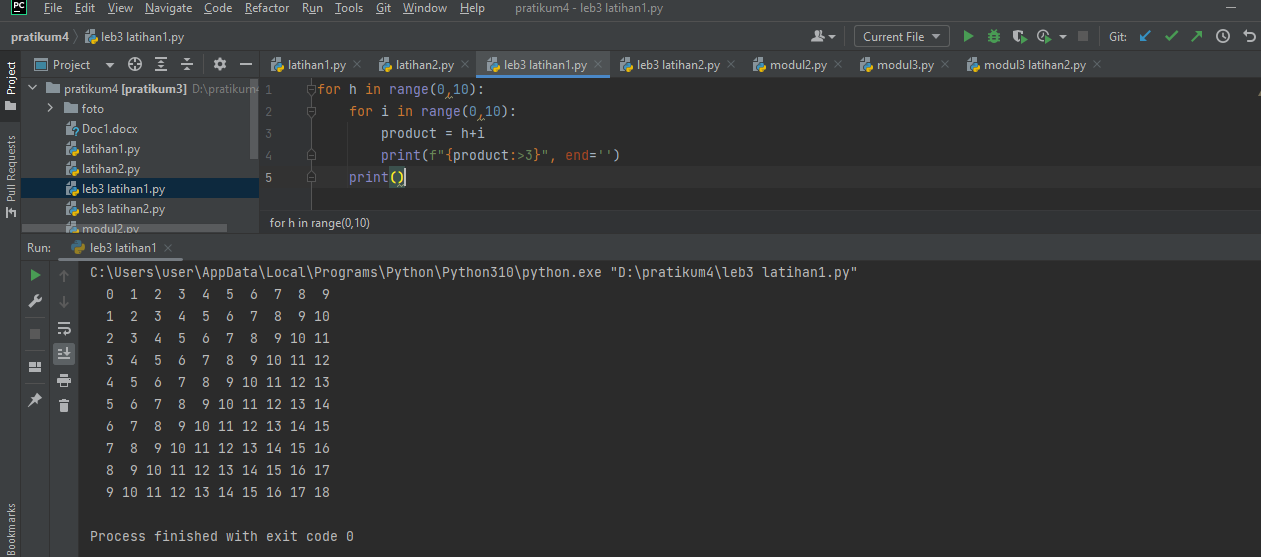 PC File Edit View Navigate Code Refactor Run Tools Git Window Help pratikum4 - leb3 latihan1.py
pratikum4 leb3 latihan1.py Current File Git:
Project latihan1.py latihan2.py leb3 latihan1.py leb3 latihan2.py modul2.py modul3.py modul3 latihan2.py
Project
Pull Requests
Bookmarks
pratikum4 [pratikum3] D:\pratikum4
foto
Doc1.docx
latihan1.py
latihan2.py
leb3 latihan1.py
leb3 latihan2.py
modul2.py
1 for h in range(0,10):
2     for i in range(0,10):
3         product = h+i
4         print(f"{product:>3}", end='')
5     print()
for h in range(0,10)
Run: leb3 latihan1
C:\Users\user\AppData\Local\Programs\Python\Python310\python.exe "D:\pratikum4\leb3 latihan1.py"
  0  1  2  3  4  5  6  7  8  9
  1  2  3  4  5  6  7  8  9 10
  2  3  4  5  6  7  8  9 10 11
  3  4  5  6  7  8  9 10 11 12
  4  5  6  7  8  9 10 11 12 13
  5  6  7  8  9 10 11 12 13 14
  6  7  8  9 10 11 12 13 14 15
  7  8  9 10 11 12 13 14 15 16
  8  9 10 11 12 13 14 15 16 17
  9 10 11 12 13 14 15 16 17 18
Process finished with exit code 0